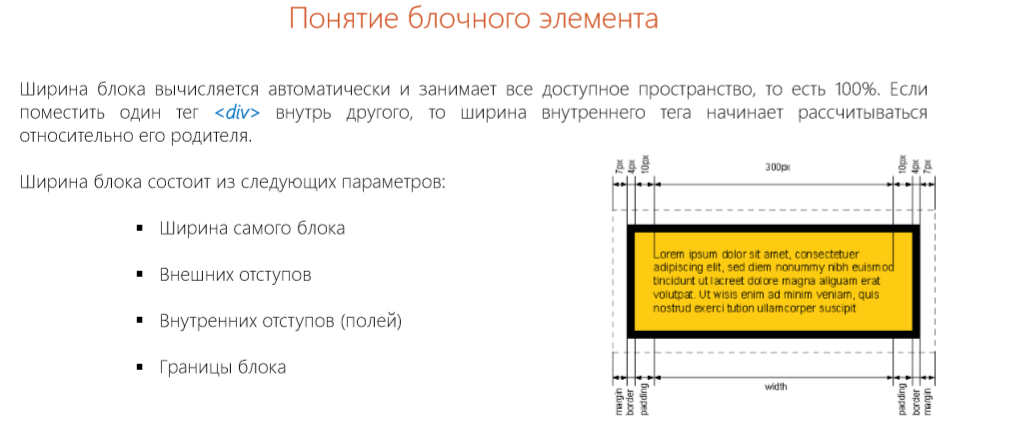 Понятие блочного элемента
Ширина блока вычисляется автоматически и занимает все доступное пространство, то есть 100%. Если
поместить один тег <div> внутрь другого, то ширина внутреннего тега начинает рассчитываться
относительно его родителя.
Ширина блока состоит из следующих параметров:
▪ Ширина самого блока
▪ Внешних отступов
▪ Внутренних отступов (полей)
▪ Границы блока
7px 4px 10px 300px 10px 4px 7px
Lorem ipsum dolor sit amet, consectetuer
adipiscing elit, sed diem nonummy nibh euismod
tincidunt ut lacreet dolore magna aliguam erat
volutpat. Ut wisis enim ad minim veniam, quis
nostrud exerci tution ullamcorper suscipit
margin border padding width padding border margin